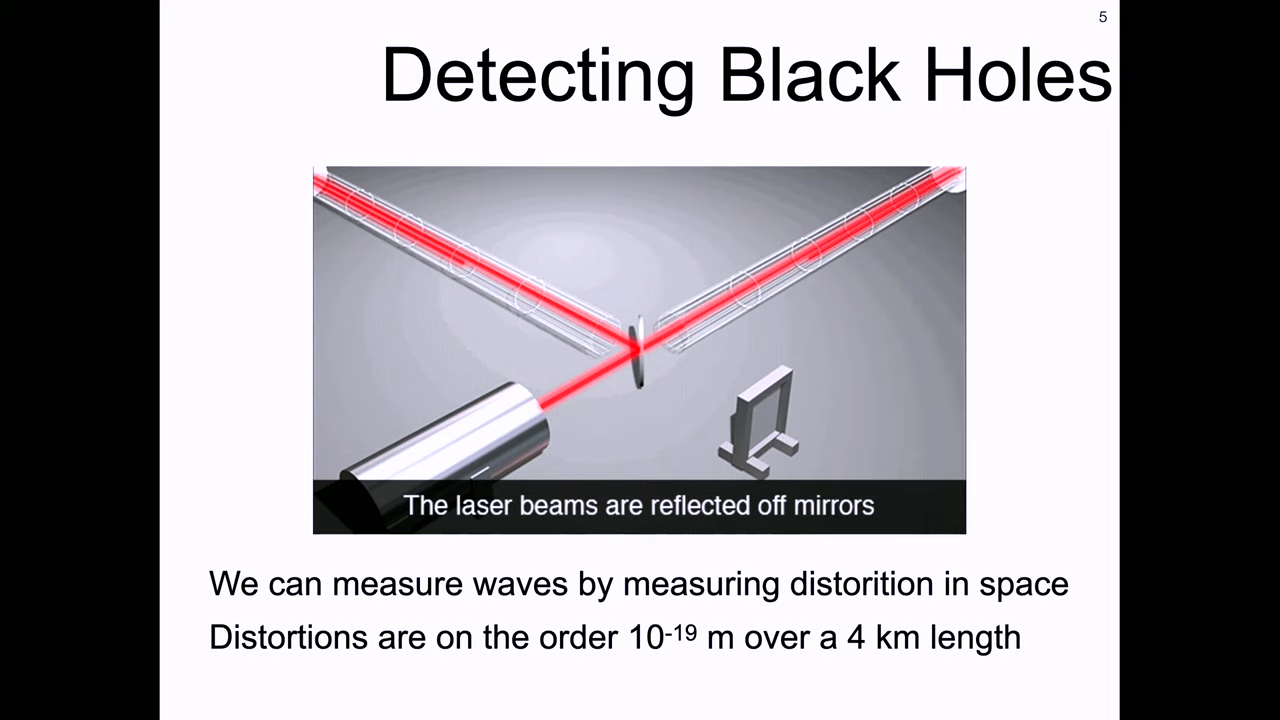 5
Detecting Black Holes
The laser beams are reflected off mirrors
We can measure waves by measuring distorition in space
Distortions are on the order 10⁻¹⁹ m over a 4 km length